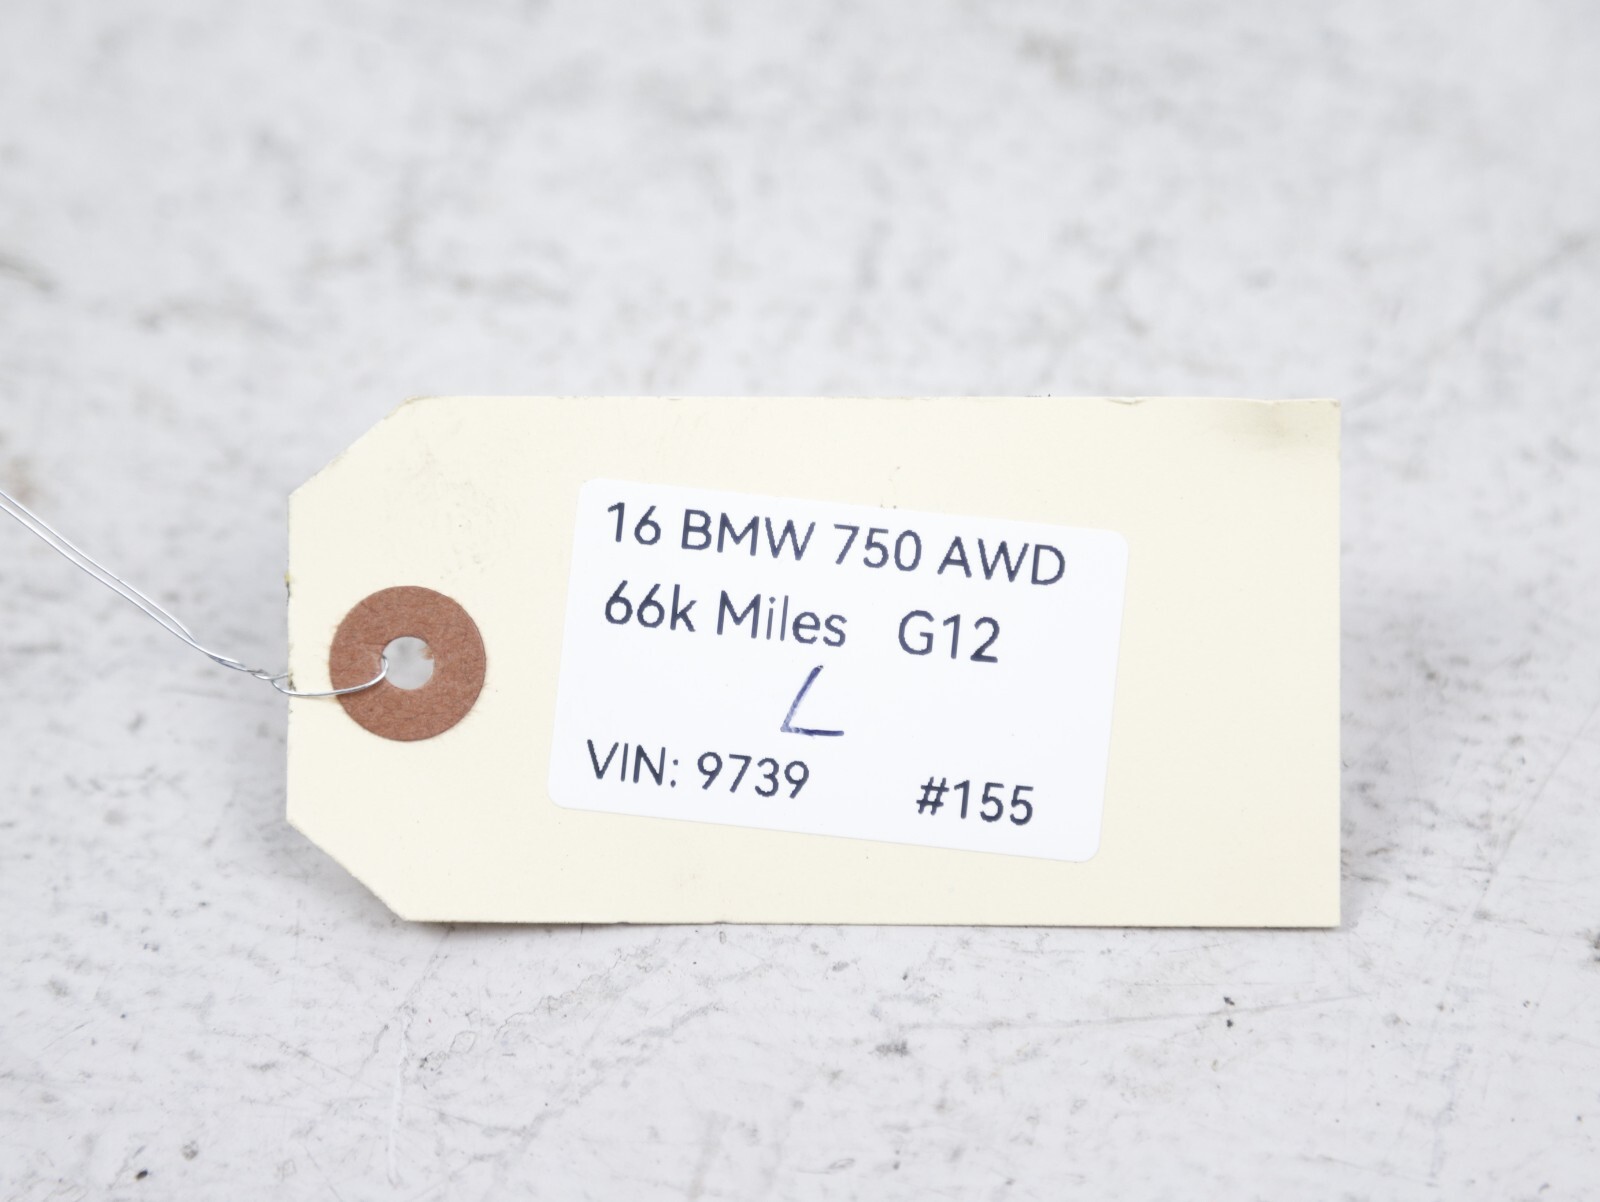 16 BMW 750 AWD
66k Miles G12
L
VIN: 9739 #155